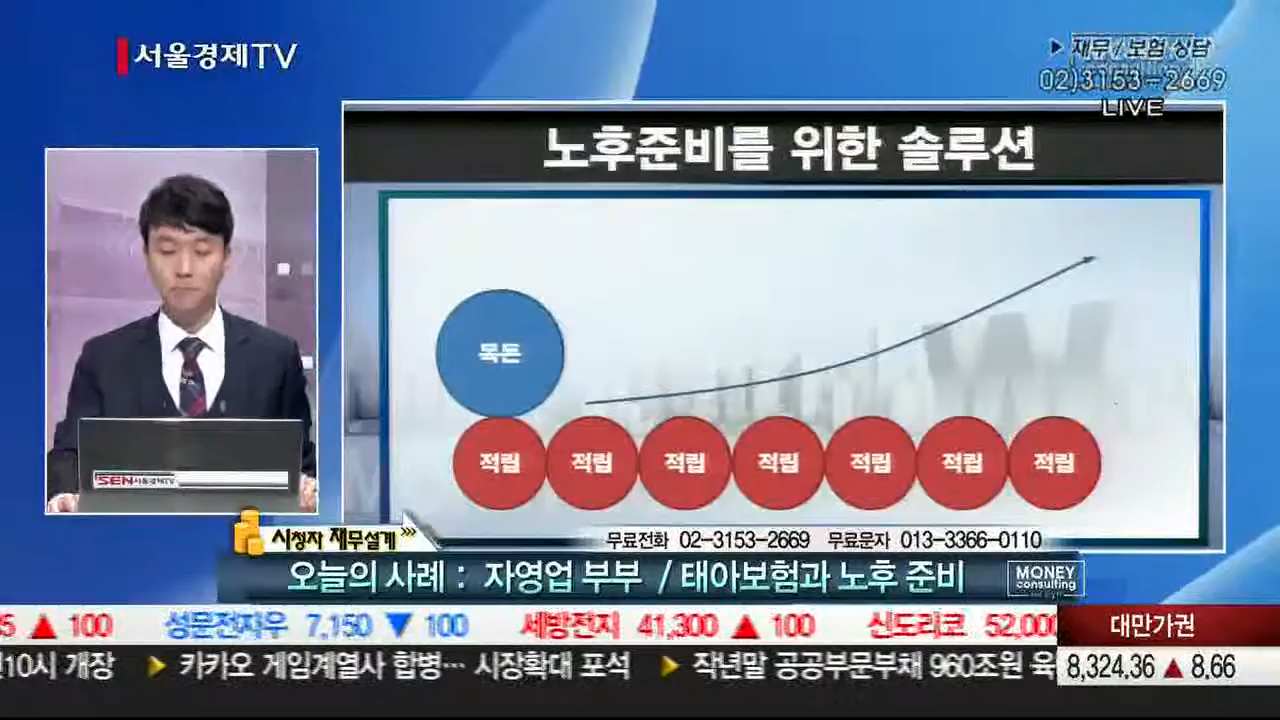 서울경제TV
▶ 재무/보험 상담
02)3153-2669
LIVE
노후준비를 위한 솔루션
목돈
적립 적립 적립 적립 적립 적립 적립
SEN 서울경제TV
시청자 재무설계 »
무료전화 02-3153-2669 무료문자 013-3366-0110
오늘의 사례 : 자영업 부부 / 태아보험과 노후 준비
MONEY
consulting
5 ▲ 100 성문전자우 7,150 ▼ 100 세방전지 41,300 ▲ 100 신도리코 52,000
대만가권
10시 개장 ▶ 카카오 게임계열사 합병… 시장확대 포석 ▶ 작년말 공공부문부채 960조원 육
8,324.36 ▲ 8.66